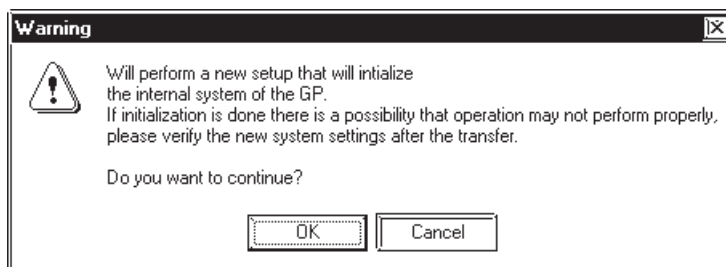 Warning
Will perform a new setup that will intialize
the internal system of the GP.
If initialization is done there is a possibility that operation may not perform properly,
please verify the new system settings after the transfer.
Do you want to continue?
OK Cancel